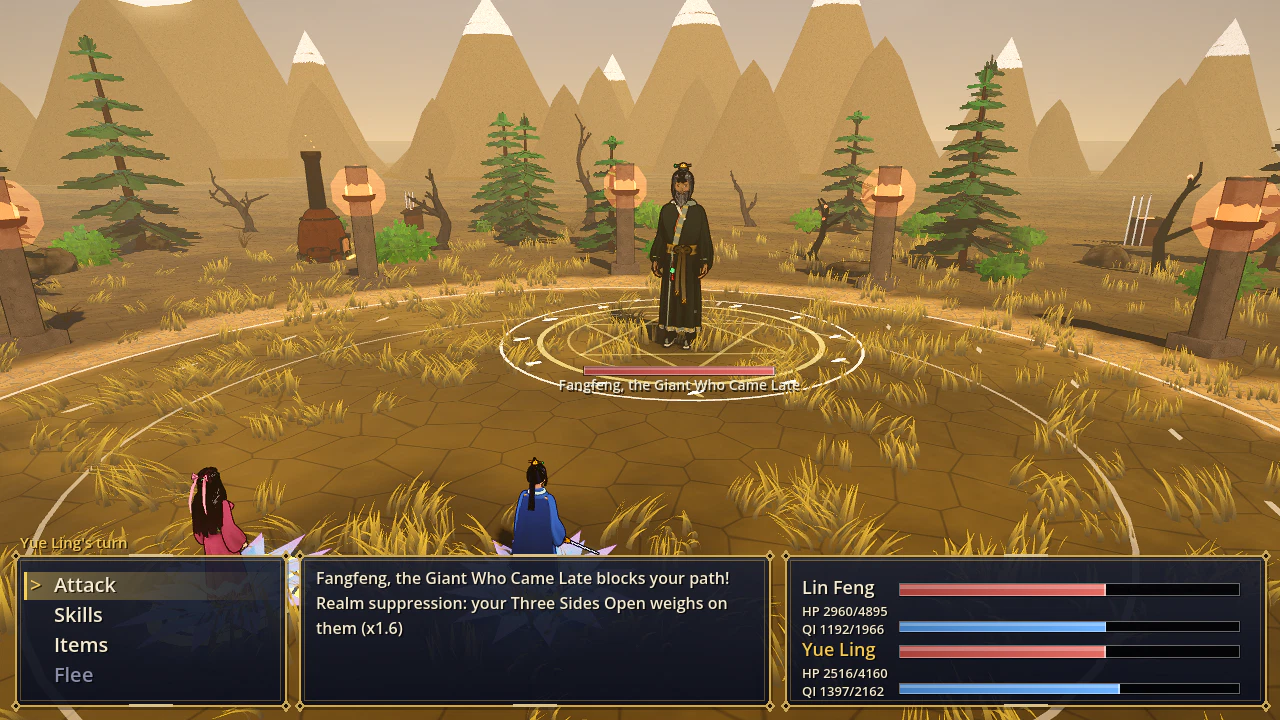 Fangfeng, the Giant Who Came Late
Yue Ling's turn
> Attack
Skills
Items
Flee
Fangfeng, the Giant Who Came Late blocks your path!
Realm suppression: your Three Sides Open weighs on
them (x1.6)
Lin Feng
HP 2960/4895
QI 1192/1966
Yue Ling
HP 2516/4160
QI 1397/2162